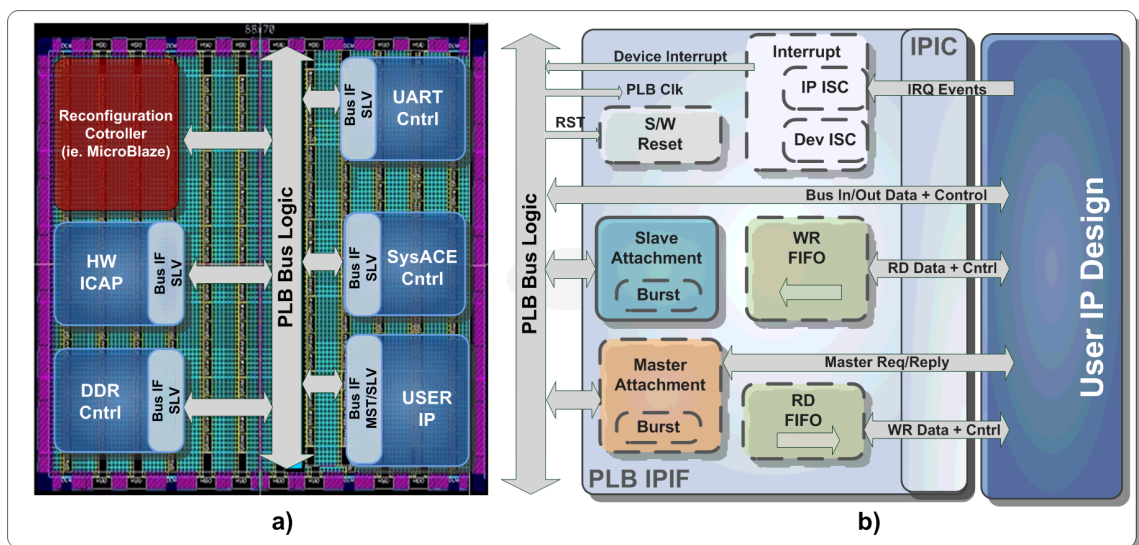 88x70
Reconfiguration
Cotroller
(ie. MicroBlaze)
Bus IF
SLV
UART
Cntrl
HW
ICAP
Bus IF
SLV
PLB Bus Logic
Bus IF
SLV
SysACE
Cntrl
DDR
Cntrl
Bus IF
SLV
Bus IF
MST/SLV
USER
IP
a)
PLB Bus Logic
Device Interrupt
PLB Clk
RST
S/W
Reset
Interrupt
IP ISC
Dev ISC
IPIC
IRQ Events
Bus In/Out Data + Control
Slave
Attachment
Burst
WR
FIFO
RD Data + Cntrl
Master
Attachment
Burst
Master Req/Reply
RD
FIFO
WR Data + Cntrl
PLB IPIF
User IP Design
b)